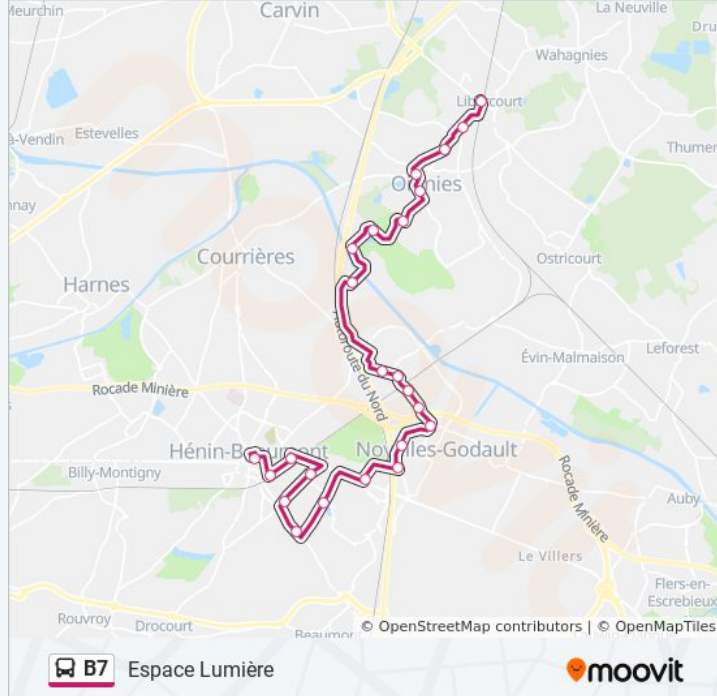 Meurchin
Carvin
La Neuville
Dru
Wahagnies
Libercourt
à-Vendin
Estevelles
Thumer
nnay
Oignies
Courrières
Ostricourt
Harnes
Autoroute du Nord
Évin-Malmaison
Leforest
Rocade Minière
Hénin-Beaumont
Noyelles-Godault
Billy-Montigny
Rocade Minière
Auby
Le Villers
Flers-en-
Escrebieux
Rouvroy
Drocourt
Beaumor
© OpenStreetMap contributors | © OpenMapTiles
B7
Espace Lumière
moovit